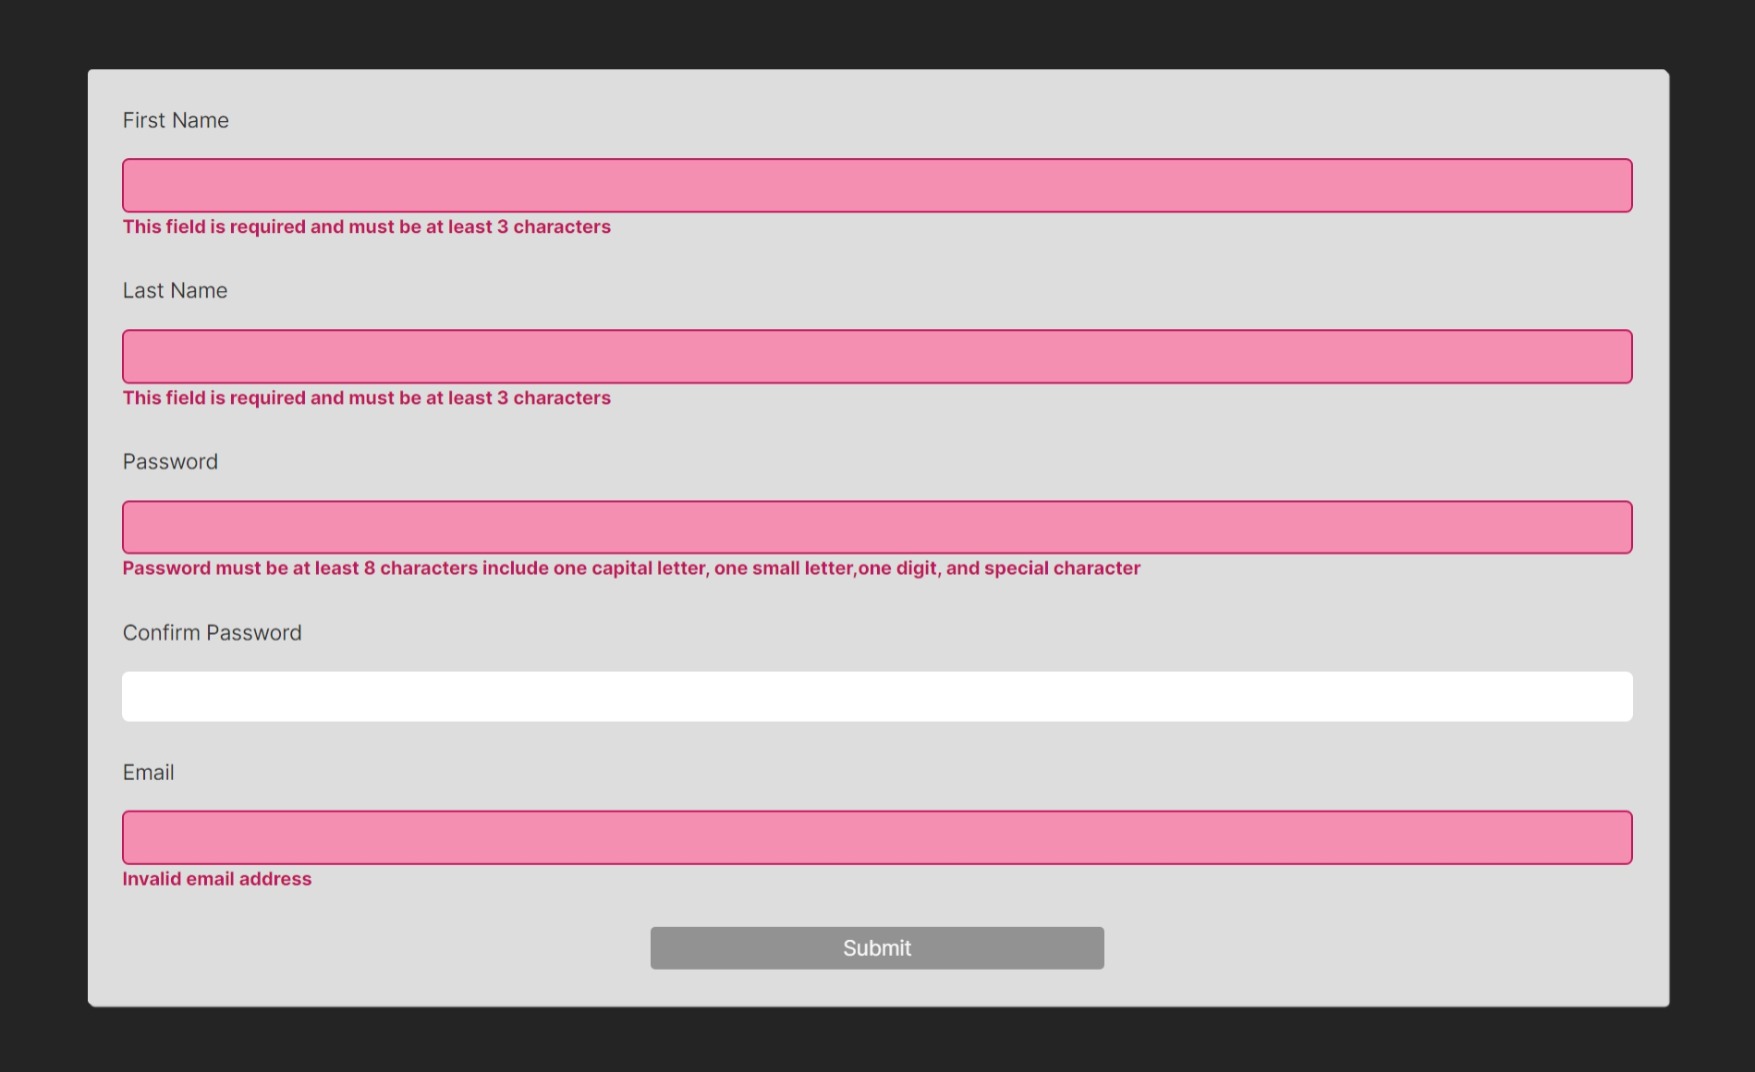 First Name
This field is required and must be at least 3 characters
Last Name
This field is required and must be at least 3 characters
Password
Password must be at least 8 characters include one capital letter, one small letter,one digit, and special character
Confirm Password
Email
Invalid email address
Submit